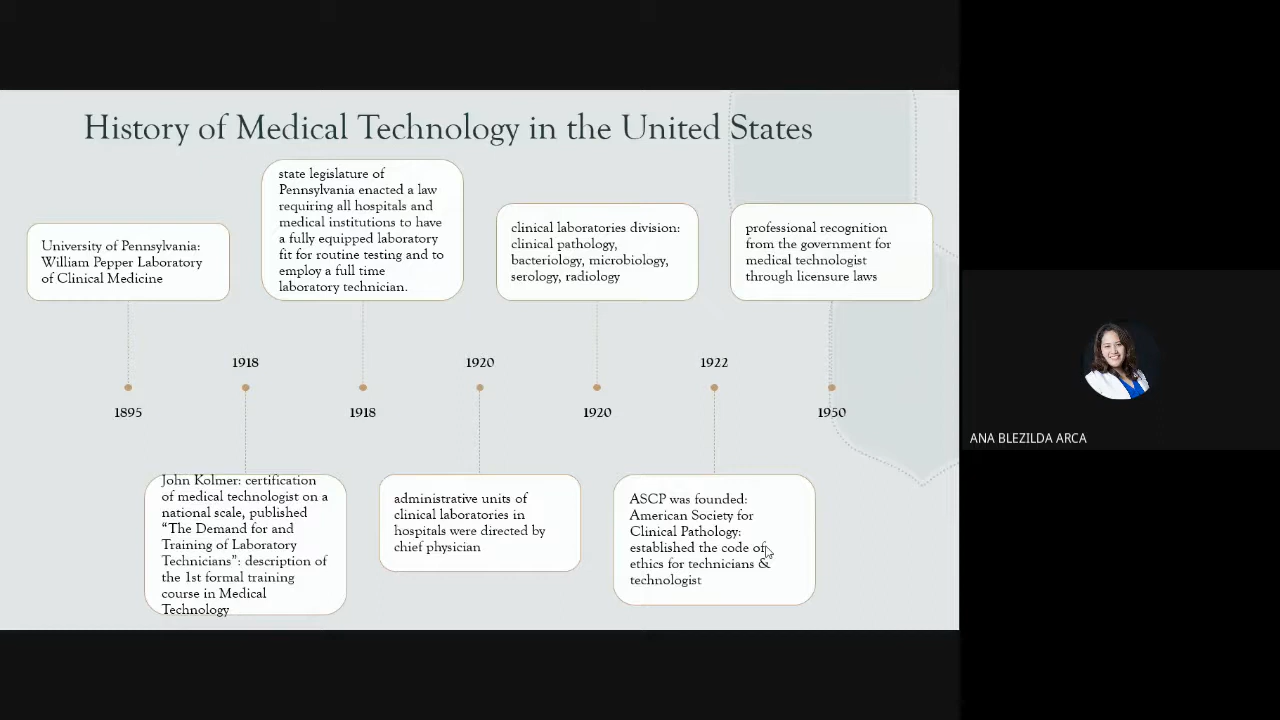 History of Medical Technology in the United States
state legislature of
Pennsylvania enacted a law
requiring all hospitals and
medical institutions to have
a fully equipped laboratory
fit for routine testing and to
employ a full time
laboratory technician.
University of Pennsylvania:
William Pepper Laboratory
of Clinical Medicine
clinical laboratories division:
clinical pathology,
bacteriology, microbiology,
serology, radiology
professional recognition
from the government for
medical technologist
through licensure laws
1918
1920
1922
1895
1918
1920
1950
John Kolmer: certification
of medical technologist on a
national scale, published
“The Demand for and
Training of Laboratory
Technicians”: description of
the 1st formal training
course in Medical
Technology
administrative units of
clinical laboratories in
hospitals were directed by
chief physician
ASCP was founded:
American Society for
Clinical Pathology:
established the code of
ethics for technicians &
technologist
ANA BLEZILDA ARCA